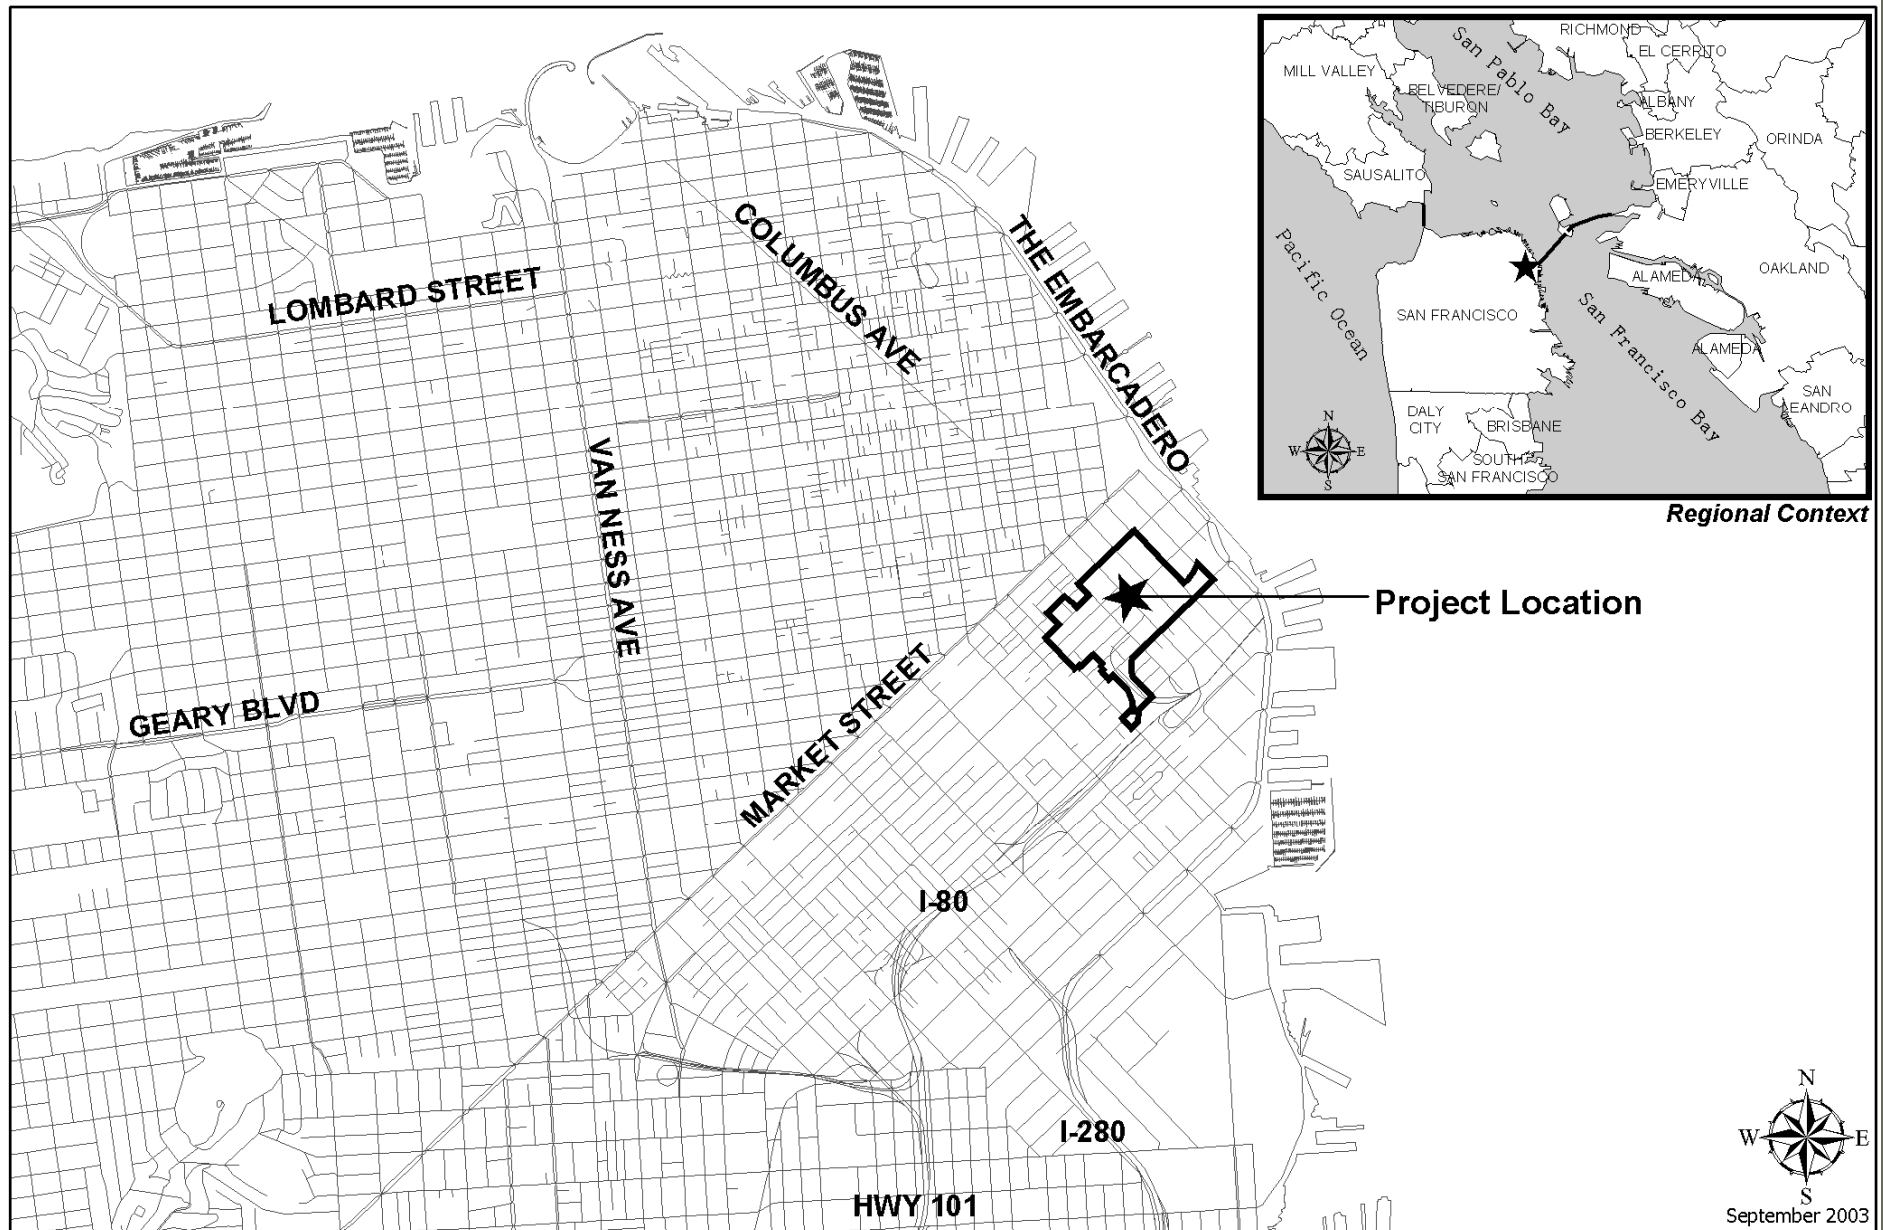 RICHMOND
San Pablo Bay
EL CERRITO
MILL VALLEY
BELVEDERE/
TIBURON
ALBANY
BERKELEY
ORINDA
SAUSALITO
EMERYVILLE
Pacific Ocean
OAKLAND
ALAMEDA
SAN FRANCISCO
San Francisco Bay
ALAMEDA
SAN
LEANDRO
DALY
CITY
BRISBANE
SOUTH
SAN FRANCISCO
N
W E
S
Regional Context
COLUMBUS AVE
THE EMBARCADERO
LOMBARD STREET
VAN NESS AVE
Project Location
GEARY BLVD
MARKET STREET
I-80
I-280
HWY 101
N
W E
S
September 2003